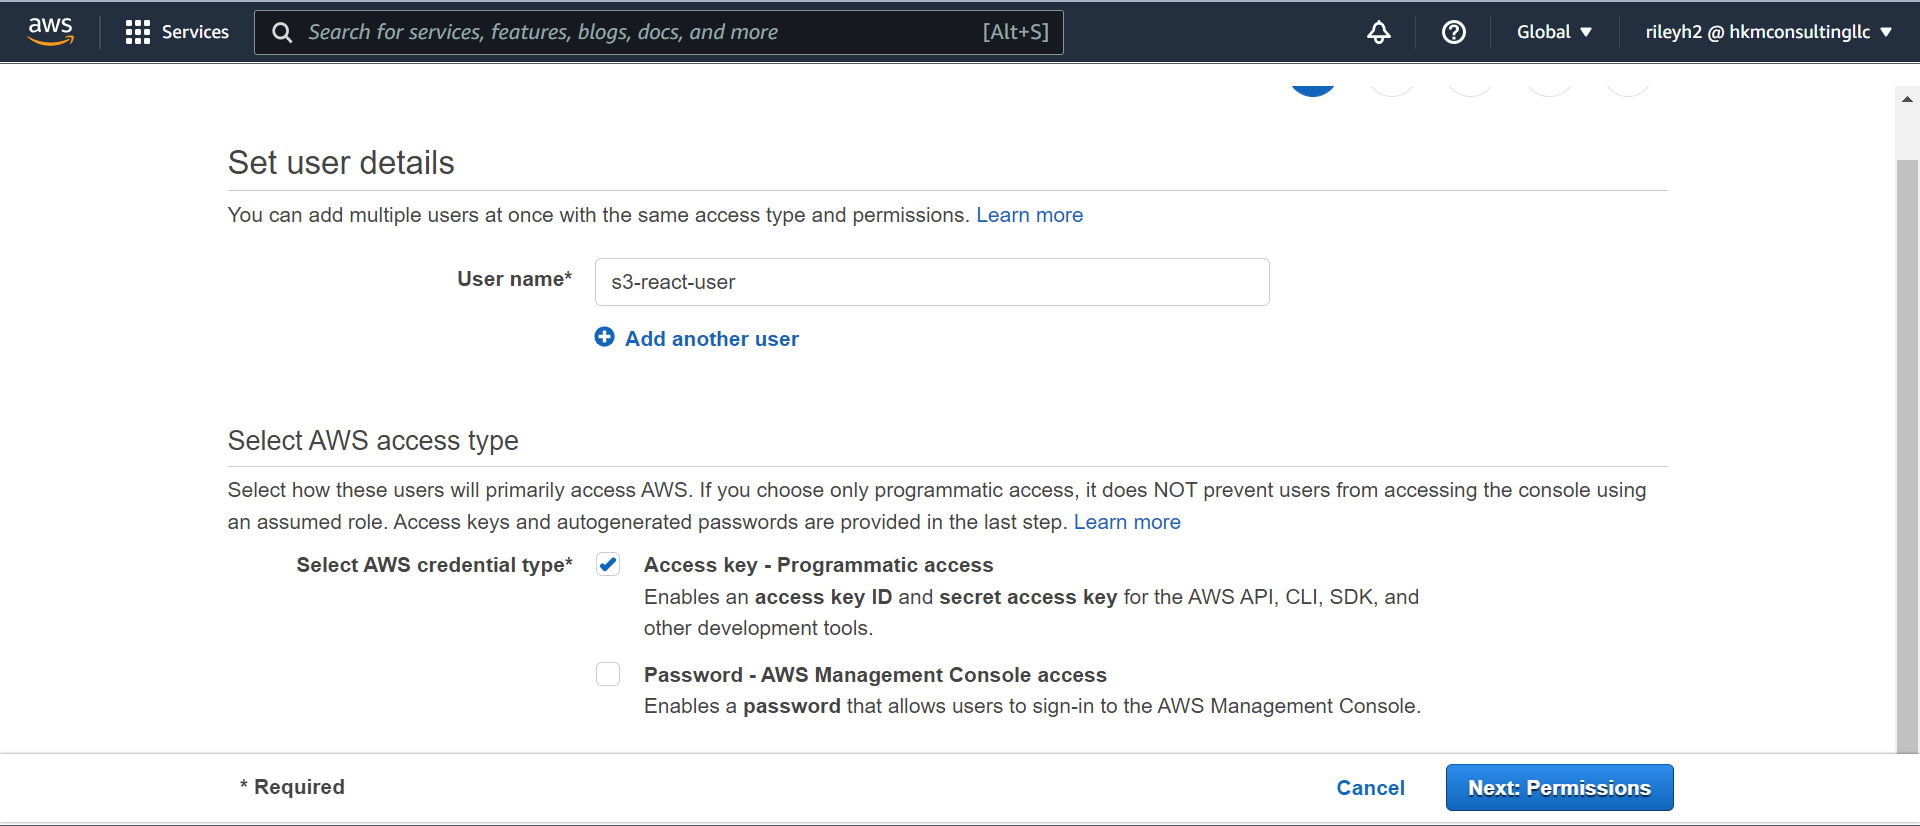 aws
Services
Search for services, features, blogs, docs, and more
[Alt+S]
Global
rileyh2 @ hkmconsultingllc
Set user details
You can add multiple users at once with the same access type and permissions. Learn more
User name*
s3-react-user
Add another user
Select AWS access type
Select how these users will primarily access AWS. If you choose only programmatic access, it does NOT prevent users from accessing the console using
an assumed role. Access keys and autogenerated passwords are provided in the last step. Learn more
Select AWS credential type*
Access key - Programmatic access
Enables an access key ID and secret access key for the AWS API, CLI, SDK, and
other development tools.
Password - AWS Management Console access
Enables a password that allows users to sign-in to the AWS Management Console.
* Required
Cancel
Next: Permissions